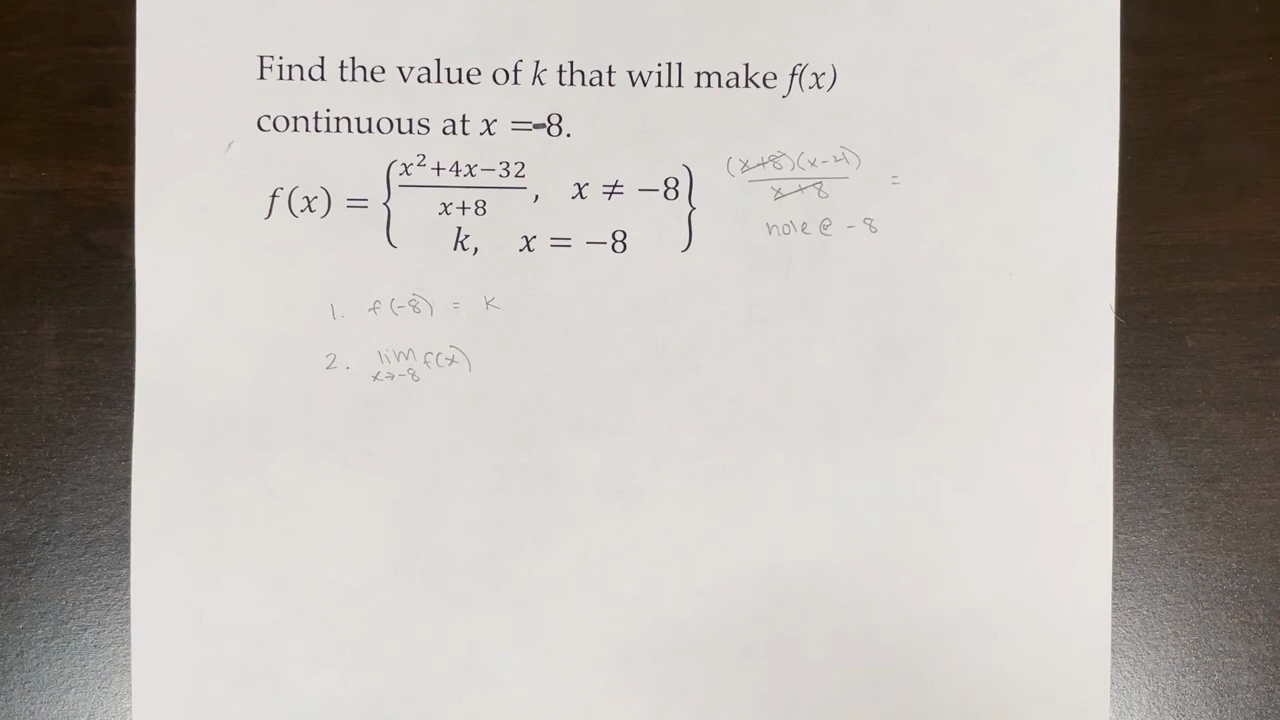 Find the value of k that will make f(x)
continuous at x =-8.
f(x) = { x²+4x−32 / x+8 , x ≠ −8
k, x = −8 }
(x+8)(x-4) / x+8 =
hole @ -8
1. f(-8) = k
2. lim x→-8 f(x)